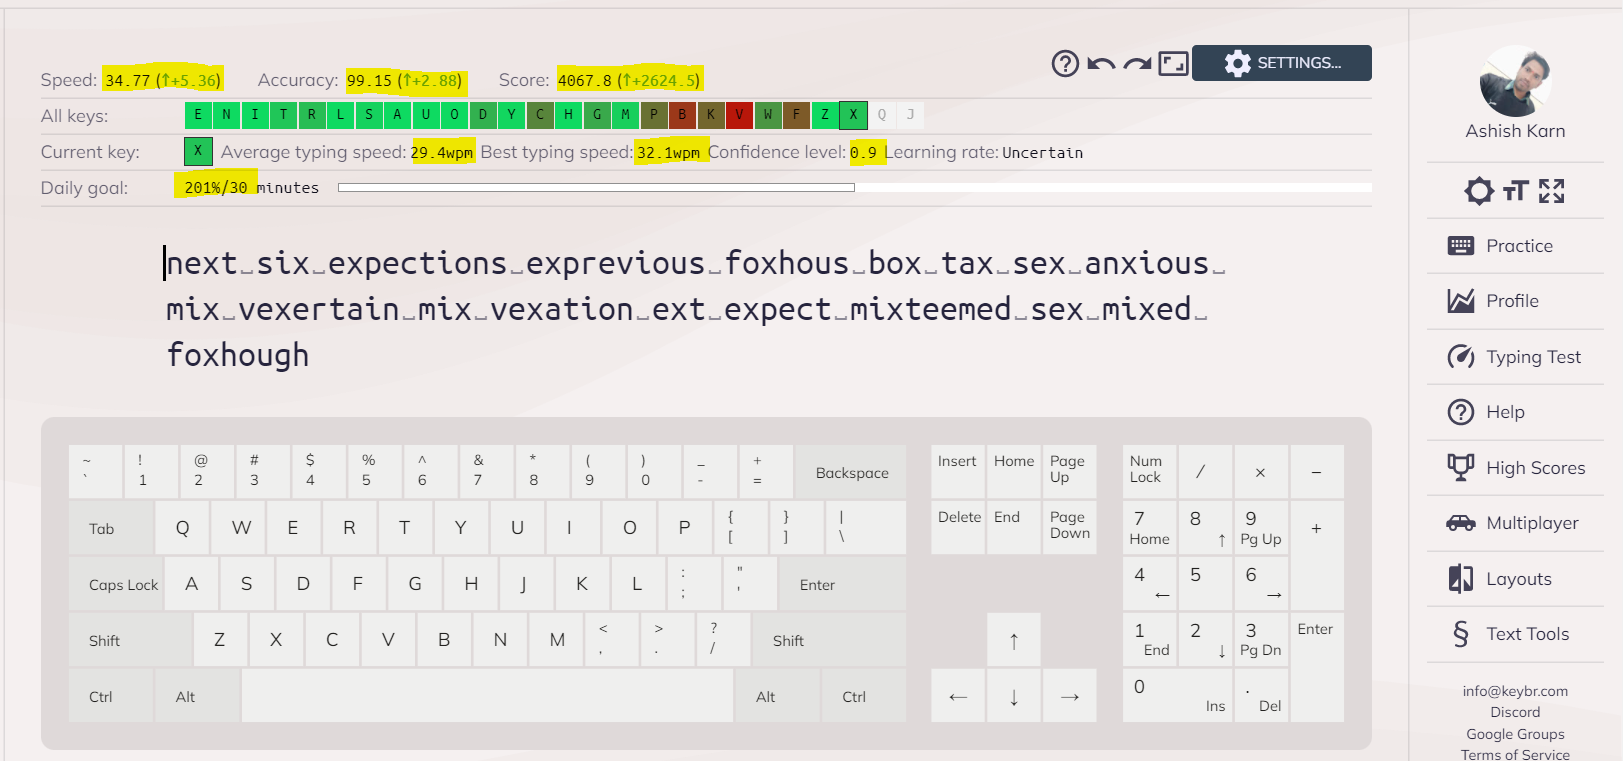 Speed: 34.77 (↑+5.36) Accuracy: 99.15 (↑+2.88) Score: 4067.8 (↑+2624.5)
SETTINGS...
All keys: E N I T R L S A U O D Y C H G M P B K V W F Z X Q J
Current key: X Average typing speed: 29.4wpm Best typing speed: 32.1wpm Confidence level: 0.9 Learning rate: Uncertain
Daily goal: 201%/30 minutes
next␣six␣expections␣exprevious␣foxhous␣box␣tax␣sex␣anxious␣
mix␣vexertain␣mix␣vexation␣ext␣expect␣mixteemed␣sex␣mixed␣
foxhough
~ ! @ # $ % ^ & * ( ) _ +
` 1 2 3 4 5 6 7 8 9 0 - = Backspace
Tab Q W E R T Y U I O P { [ } ] | \
Caps Lock A S D F G H J K L : ; " ' Enter
Shift Z X C V B N M < , > . ? / Shift
Ctrl Alt Alt Ctrl
Insert Home Page Up
Delete End Page Down
↑
← ↓ →
Num Lock / × −
7 Home 8 ↑ 9 Pg Up +
4 ← 5 6 →
1 End 2 ↓ 3 Pg Dn Enter
0 Ins . Del
Ashish Karn
Practice
Profile
Typing Test
Help
High Scores
Multiplayer
Layouts
§ Text Tools
info@keybr.com
Discord
Google Groups
Terms of Service